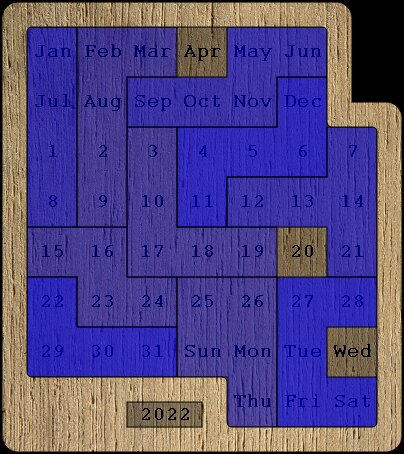 Jan Feb Mar Apr May Jun
Jul Aug Sep Oct Nov Dec
1 2 3 4 5 6 7
8 9 10 11 12 13 14
15 16 17 18 19 20 21
22 23 24 25 26 27 28
29 30 31 Sun Mon Tue Wed
Thu Fri Sat
2022